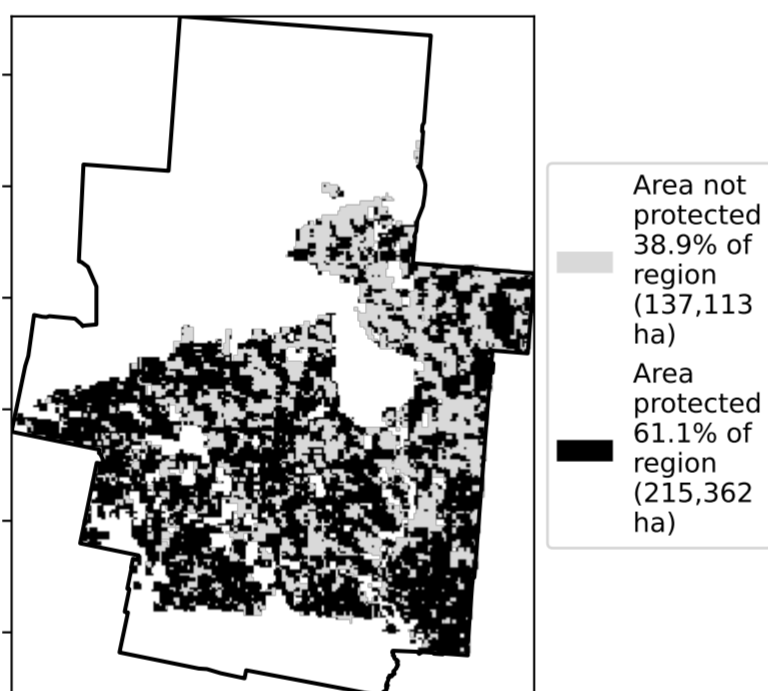 Area not
protected
38.9% of
region
(137,113
ha)
Area
protected
61.1% of
region
(215,362
ha)